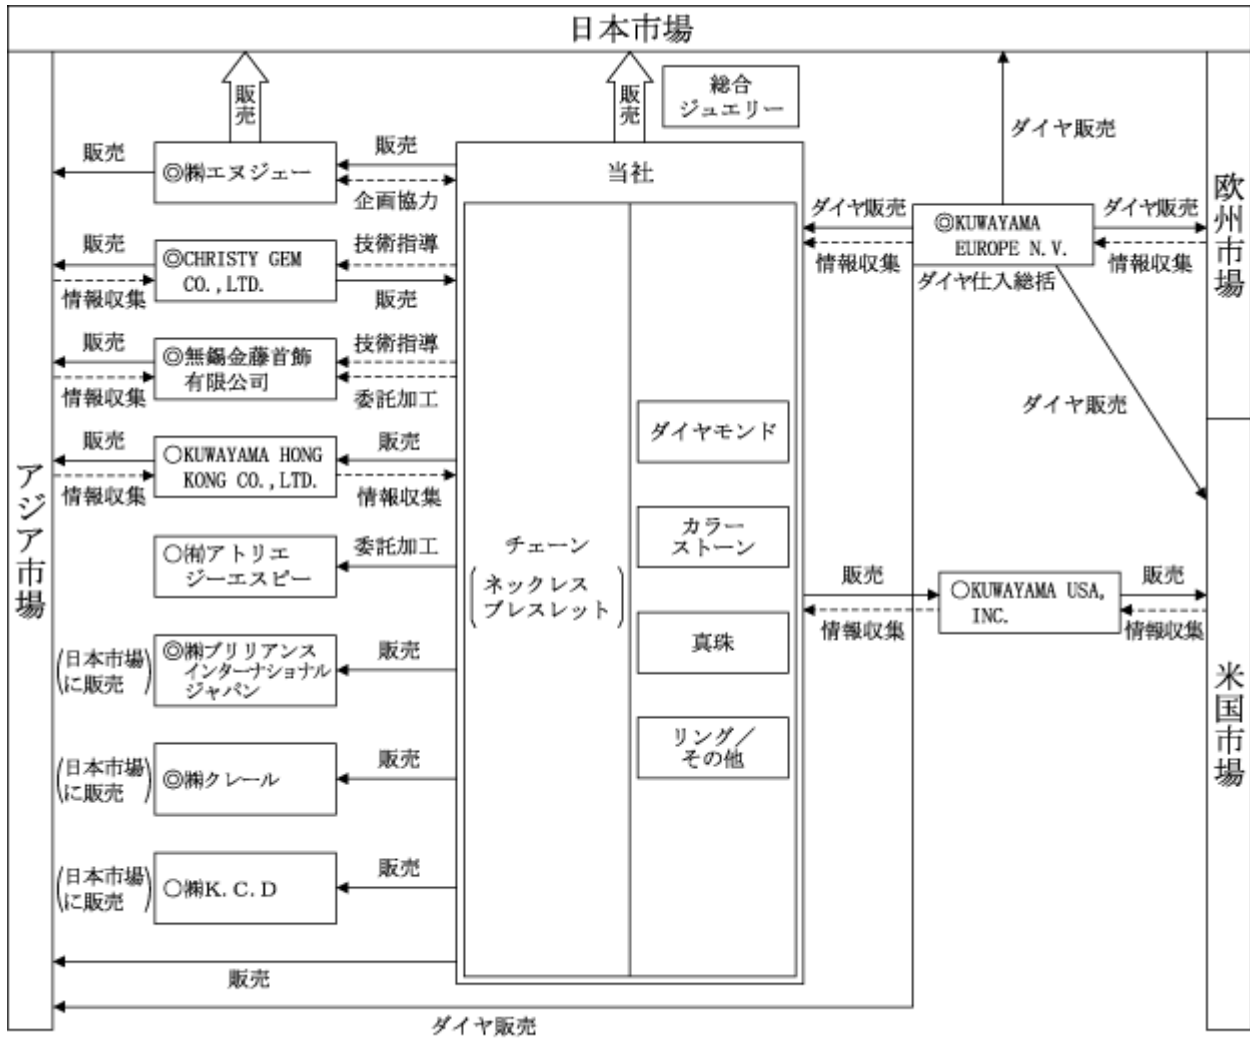 日本市場
販売
販売
総合
ジュエリー
ダイヤ販売
アジア市場
欧州市場
米国市場
当社
チェーン
(ネックレス
ブレスレット)
ダイヤモンド
カラー
ストーン
真珠
リング／
その他
販売
◎㈱エヌジェー
販売
企画協力
販売
情報収集
◎CHRISTY GEM
CO.,LTD.
技術指導
販売
販売
情報収集
◎無錫金藤首飾
有限公司
技術指導
委託加工
販売
情報収集
○KUWAYAMA HONG
KONG CO.,LTD.
販売
情報収集
○㈲アトリエ
ジーエスピー
委託加工
(日本市場
に販売)
◎㈱ブリリアンス
インターナショナル
ジャパン
販売
(日本市場
に販売)
◎㈱クレール
販売
(日本市場
に販売)
○㈱K.C.D
販売
販売
ダイヤ販売
ダイヤ販売
情報収集
◎KUWAYAMA
EUROPE N.V.
ダイヤ仕入総括
ダイヤ販売
情報収集
ダイヤ販売
販売
情報収集
○KUWAYAMA USA,
INC.
販売
情報収集